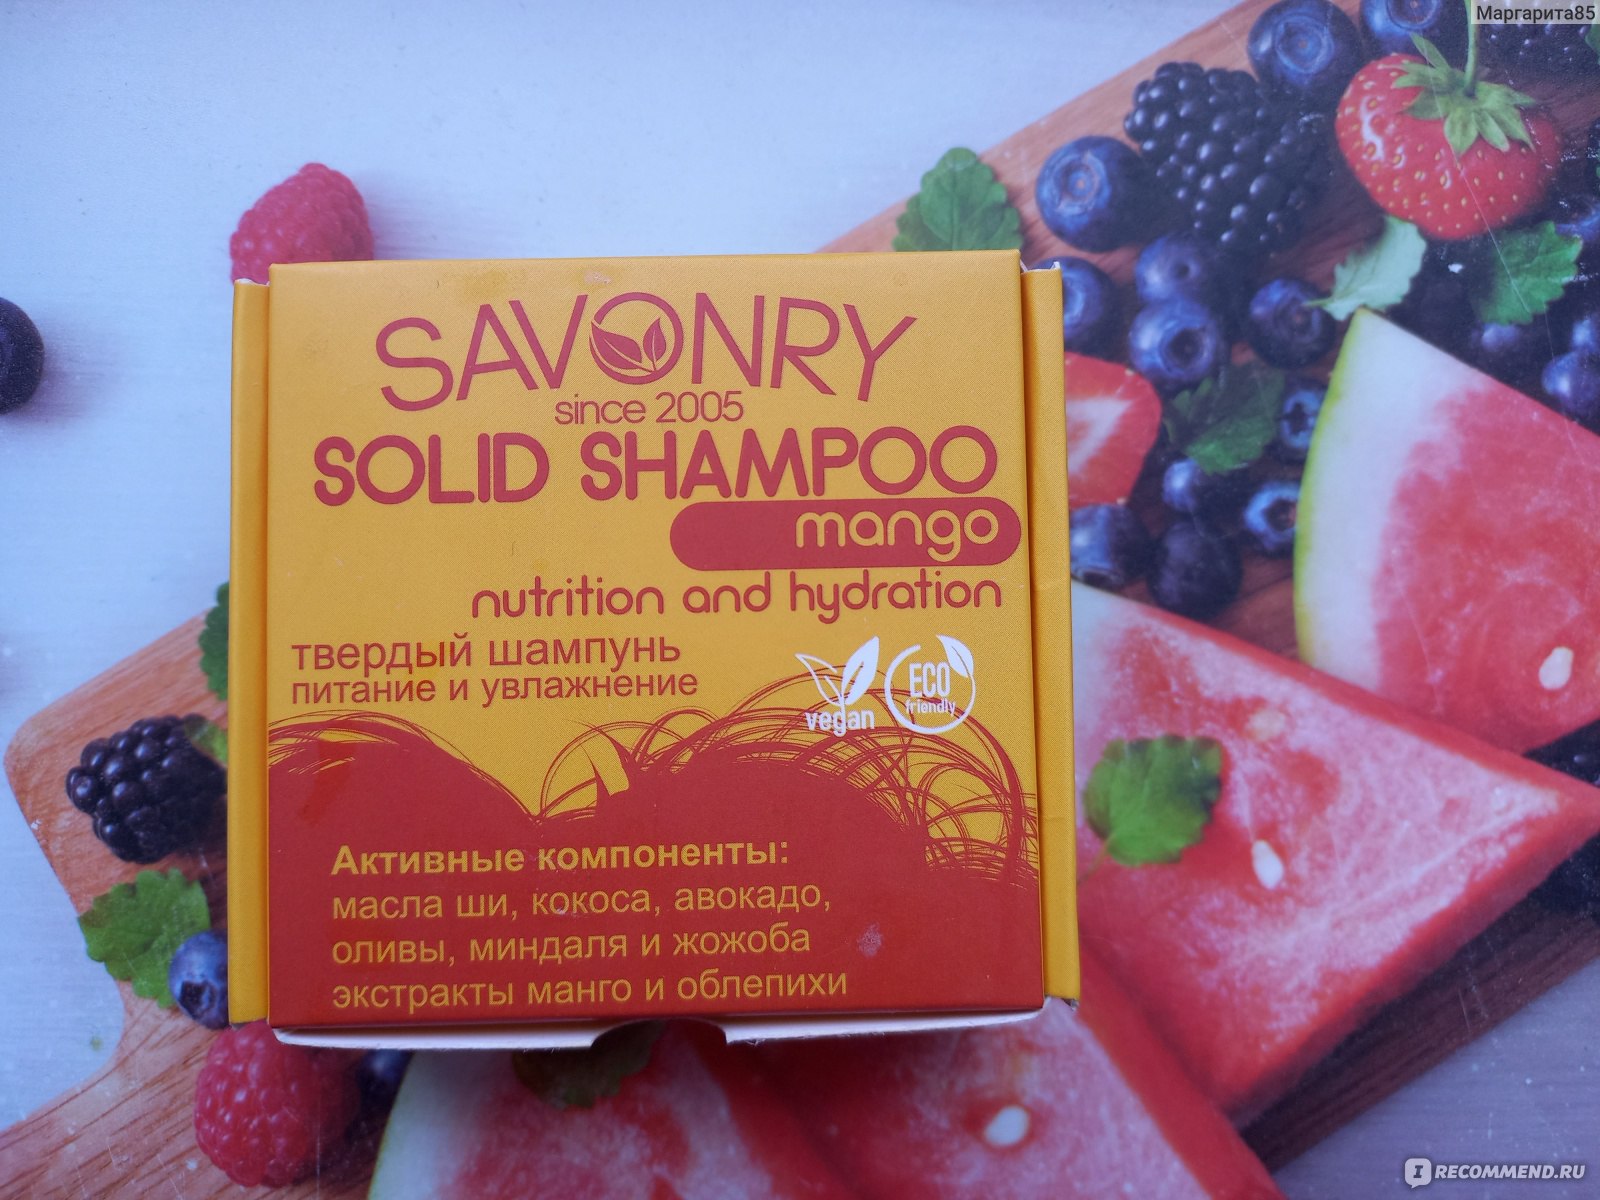 Маргарита85
SAVONRY
since 2005
SOLID SHAMPOO
mango
nutrition and hydration
твердый шампунь
питание и увлажнение
vegan
ECO
friendly
Активные компоненты:
масла ши, кокоса, авокадо,
оливы, миндаля и жожоба
экстракты манго и облепихи
IRECOMMEND.RU